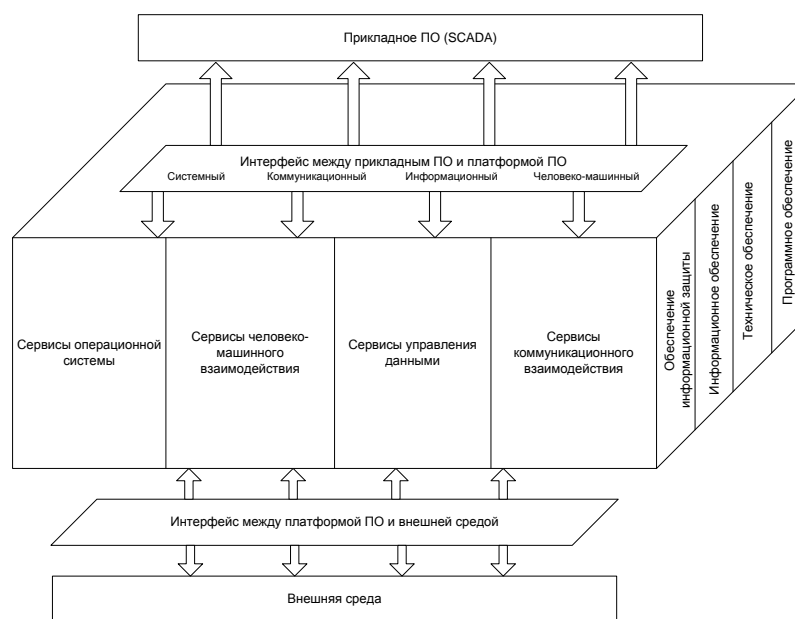 Прикладное ПО (SCADA)
Интерфейс между прикладным ПО и платформой ПО
Системный Коммуникационный Информационный Человеко-машинный
Сервисы операционной
системы
Сервисы человеко-
машинного
взаимодействия
Сервисы управления
данными
Сервисы
коммуникационного
взаимодействия
Обеспечение
информационной защиты
Информационное обеспечение
Техническое обеспечение
Программное обеспечение
Интерфейс между платформой ПО и внешней средой
Внешняя среда